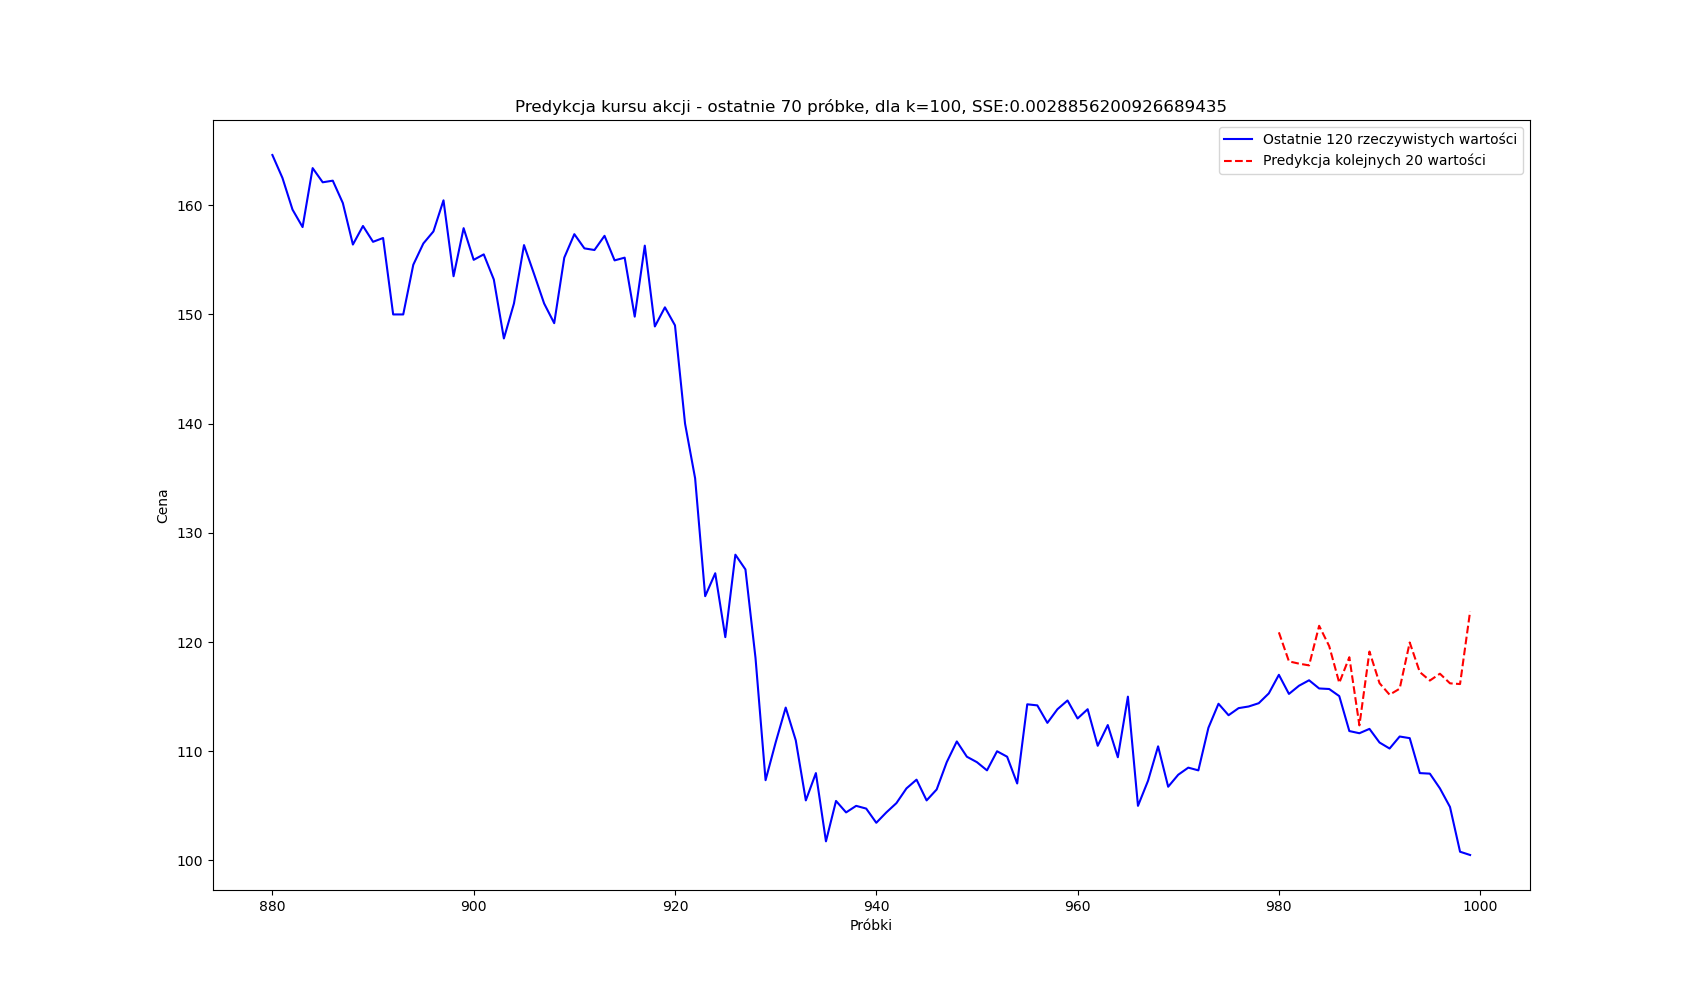 Predykcja kursu akcji - ostatnie 70 próbke, dla k=100, SSE:0.0028856200926689435
Ostatnie 120 rzeczywistych wartości
Predykcja kolejnych 20 wartości
160
150
140
130
120
110
100
Cena
880 900 920 940 960 980 1000
Próbki